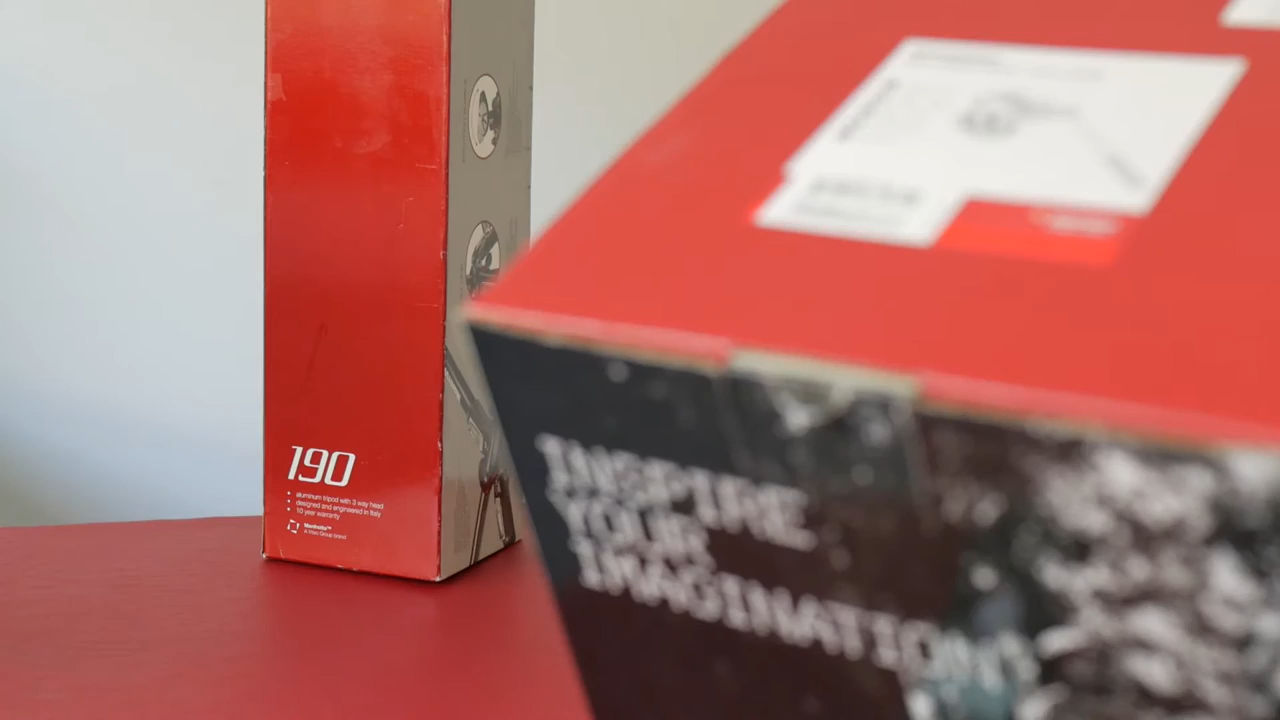 190
aluminum tripod with 3 way head
designed and engineered in Italy
10 year warranty
Manfrotto™
A Vitec Group brand
INSPIRE
YOUR
IMAGINATION